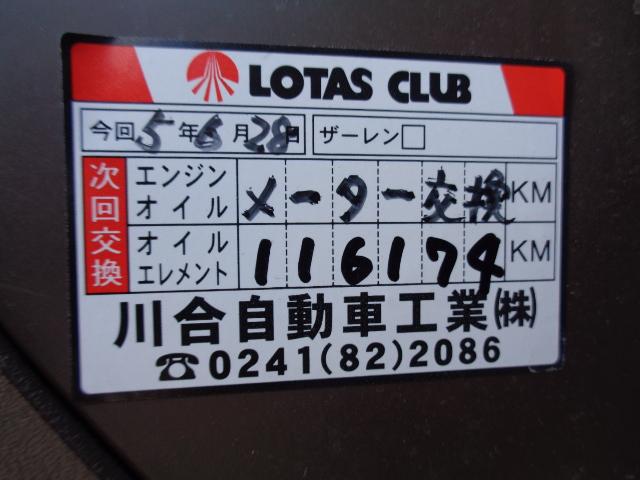 LOTAS CLUB
今回 5年6月28日 ザーレン□
次回交換
エンジンオイル メーター交換 KM
オイルエレメント 116174 KM
川合自動車工業㈱
☎0241(82)2086